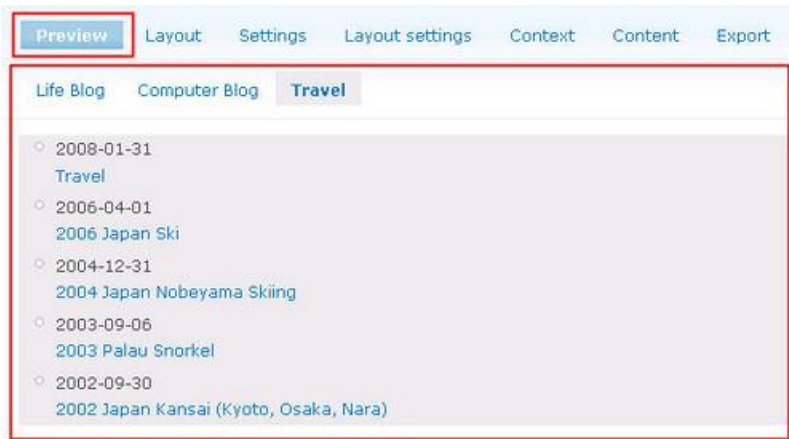 Preview Layout Settings Layout settings Context Content Export
Life Blog Computer Blog Travel
2008-01-31
Travel
2006-04-01
2006 Japan Ski
2004-12-31
2004 Japan Nobeyama Skiing
2003-09-06
2003 Palau Snorkel
2002-09-30
2002 Japan Kansai (Kyoto, Osaka, Nara)